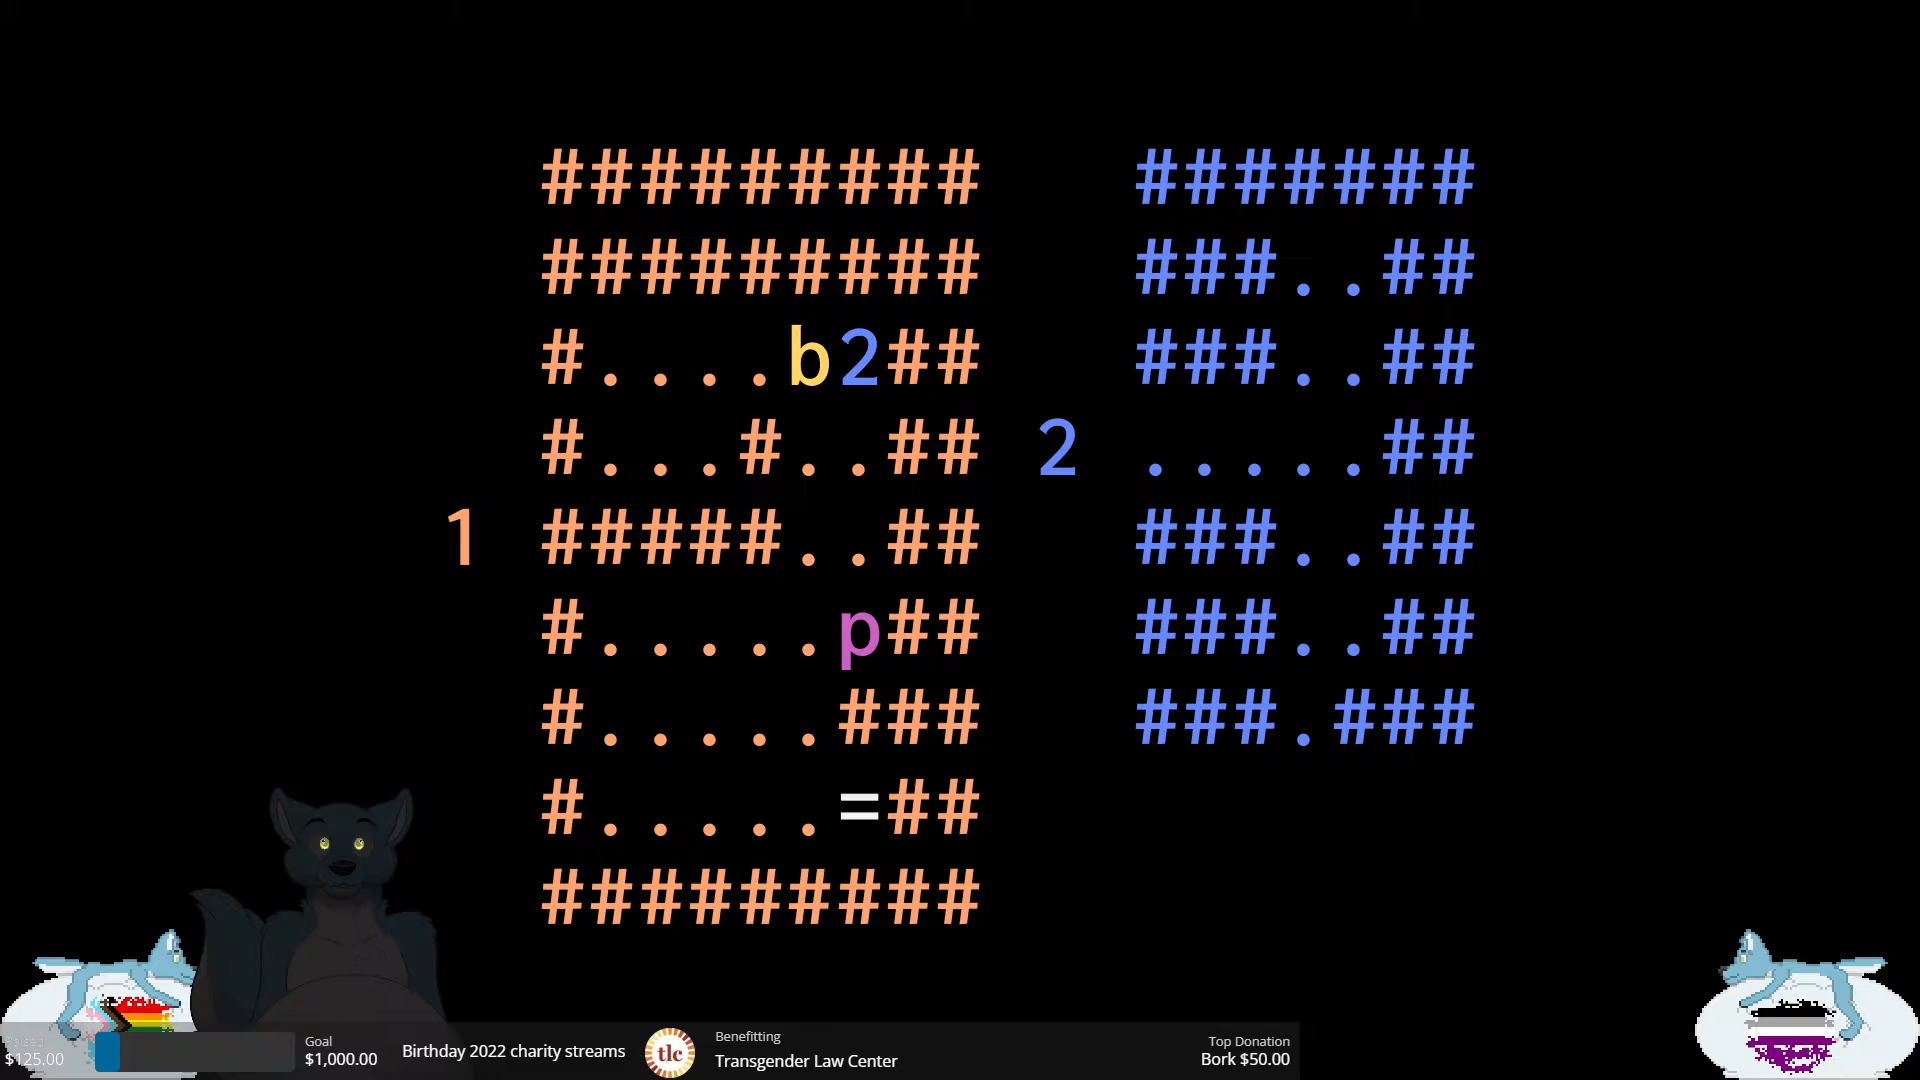 ######### #######
######### ###..##
#....b2## ###..##
#...#..## 2 .....##
1 #####..## ###..##
#.....p## ###..##
#.....### ###.###
#.....=##
#########
Goal
$125.00 $1,000.00
Birthday 2022 charity streams
tlc
Benefitting
Transgender Law Center
Top Donation
Bork $50.00